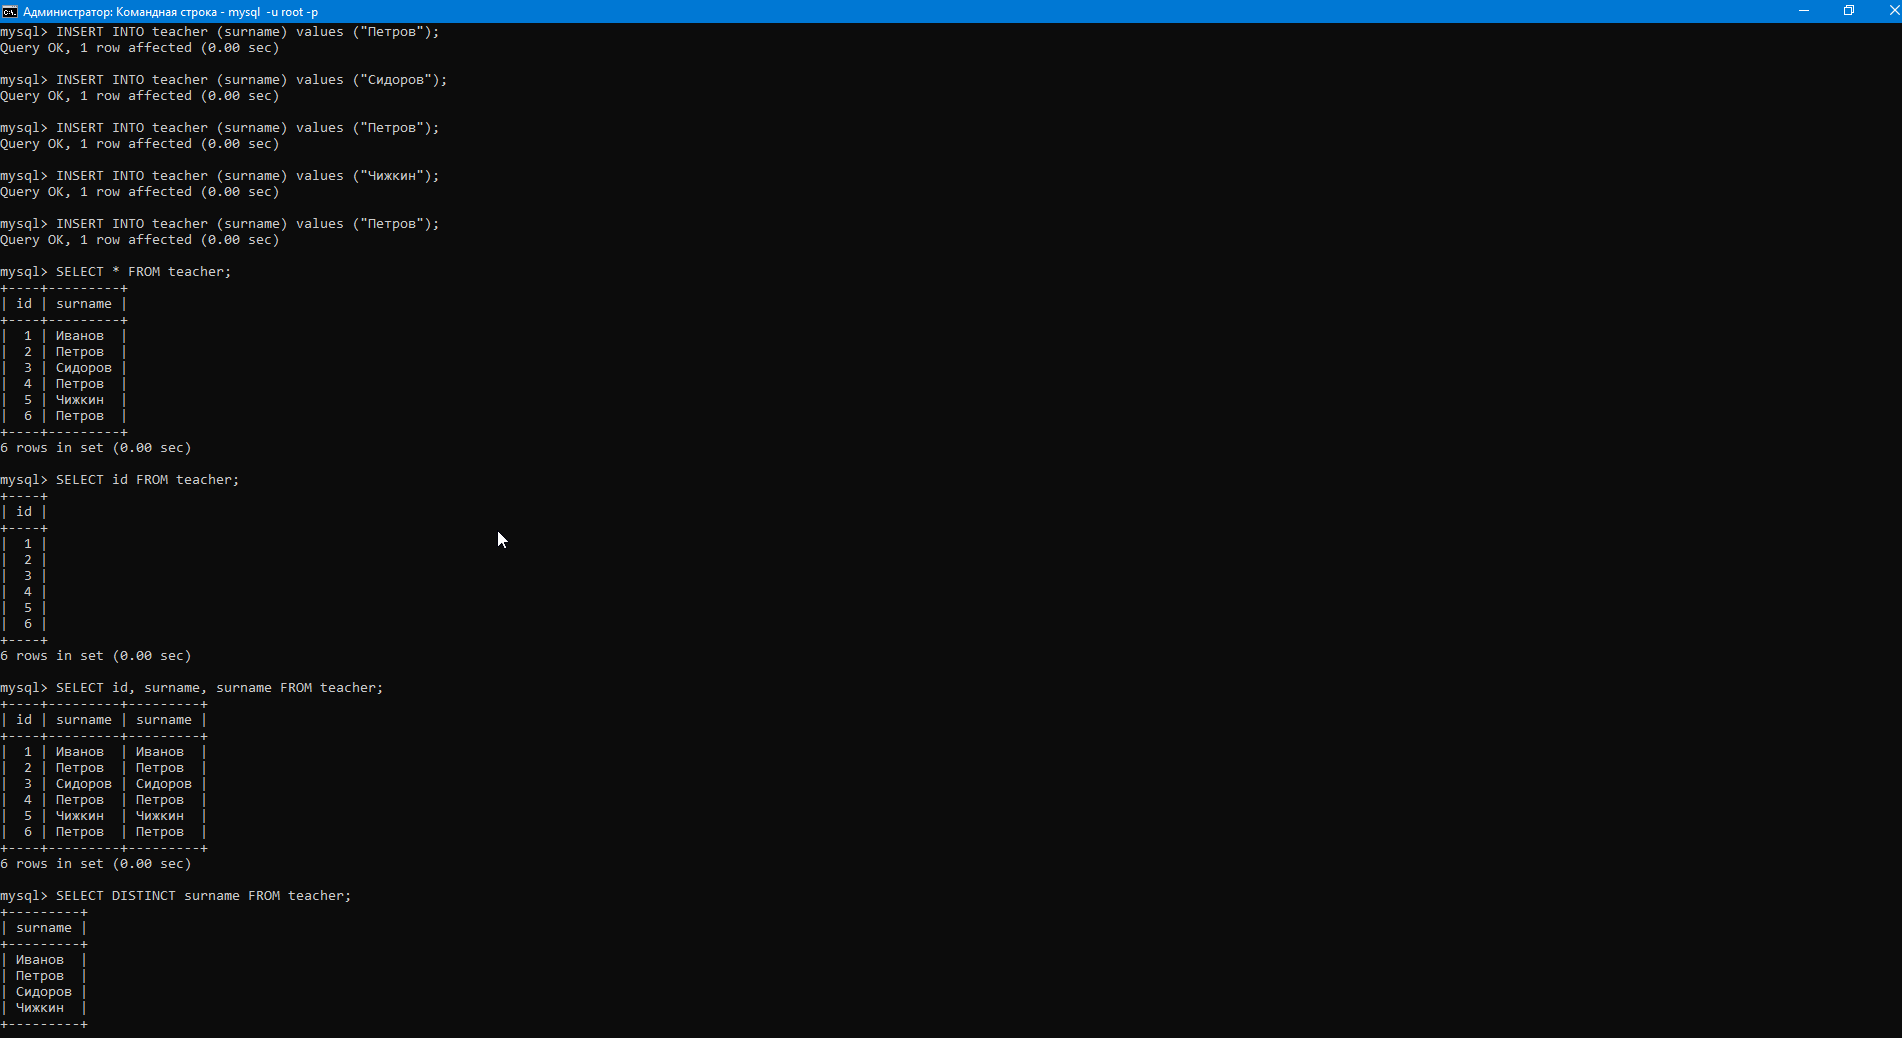 Администратор: Командная строка - mysql  -u root -p
mysql> INSERT INTO teacher (surname) values ("Петров");
Query OK, 1 row affected (0.00 sec)

mysql> INSERT INTO teacher (surname) values ("Сидоров");
Query OK, 1 row affected (0.00 sec)

mysql> INSERT INTO teacher (surname) values ("Петров");
Query OK, 1 row affected (0.00 sec)

mysql> INSERT INTO teacher (surname) values ("Чижкин");
Query OK, 1 row affected (0.00 sec)

mysql> INSERT INTO teacher (surname) values ("Петров");
Query OK, 1 row affected (0.00 sec)

mysql> SELECT * FROM teacher;
+----+---------+
| id | surname |
+----+---------+
|  1 | Иванов  |
|  2 | Петров  |
|  3 | Сидоров |
|  4 | Петров  |
|  5 | Чижкин  |
|  6 | Петров  |
+----+---------+
6 rows in set (0.00 sec)

mysql> SELECT id FROM teacher;
+----+
| id |
+----+
|  1 |
|  2 |
|  3 |
|  4 |
|  5 |
|  6 |
+----+
6 rows in set (0.00 sec)

mysql> SELECT id, surname, surname FROM teacher;
+----+---------+---------+
| id | surname | surname |
+----+---------+---------+
|  1 | Иванов  | Иванов  |
|  2 | Петров  | Петров  |
|  3 | Сидоров | Сидоров |
|  4 | Петров  | Петров  |
|  5 | Чижкин  | Чижкин  |
|  6 | Петров  | Петров  |
+----+---------+---------+
6 rows in set (0.00 sec)

mysql> SELECT DISTINCT surname FROM teacher;
+---------+
| surname |
+---------+
| Иванов  |
| Петров  |
| Сидоров |
| Чижкин  |
+---------+